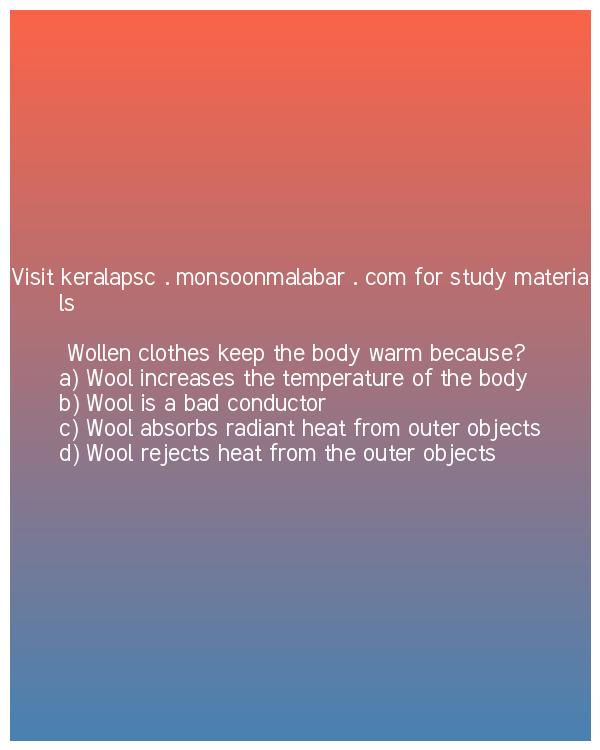 Visit keralapsc . monsoonmalabar . com for study materia
ls
Wollen clothes keep the body warm because?
a) Wool increases the temperature of the body
b) Wool is a bad conductor
c) Wool absorbs radiant heat from outer objects
d) Wool rejects heat from the outer objects